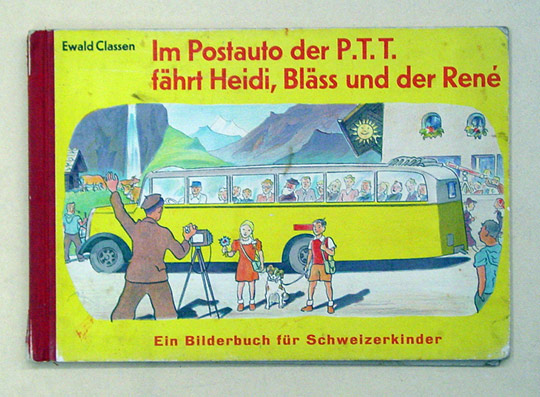 Ewald Classen
Im Postauto der P.T.T.
fährt Heidi, Bläss und der René
Ein Bilderbuch für Schweizerkinder